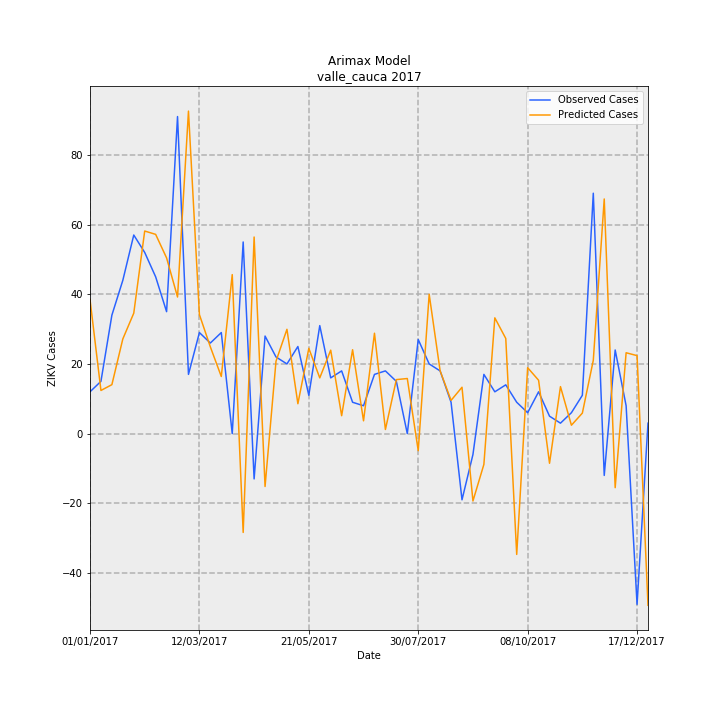 Arimax Model
valle_cauca 2017
Observed Cases
Predicted Cases
ZIKV Cases
80
60
40
20
0
−20
−40
01/01/2017
12/03/2017
21/05/2017
30/07/2017
08/10/2017
17/12/2017
Date